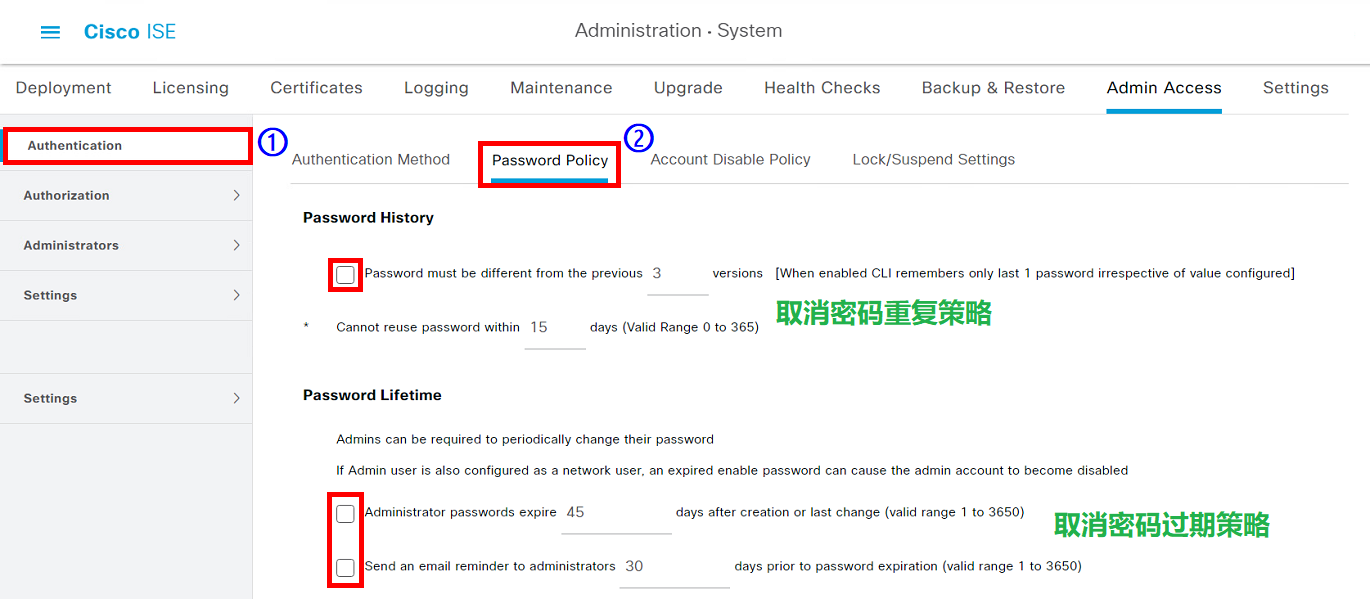 Cisco ISE
Administration · System
Deployment Licensing Certificates Logging Maintenance Upgrade Health Checks Backup & Restore Admin Access Settings
Authentication
①
Authorization
Administrators
Settings
Settings
Authentication Method Password Policy ② Account Disable Policy Lock/Suspend Settings
Password History
Password must be different from the previous 3 versions [When enabled CLI remembers only last 1 password irrespective of value configured]
取消密码重复策略
* Cannot reuse password within 15 days (Valid Range 0 to 365)
Password Lifetime
Admins can be required to periodically change their password
If Admin user is also configured as a network user, an expired enable password can cause the admin account to become disabled
Administrator passwords expire 45 days after creation or last change (valid range 1 to 3650)
取消密码过期策略
Send an email reminder to administrators 30 days prior to password expiration (valid range 1 to 3650)